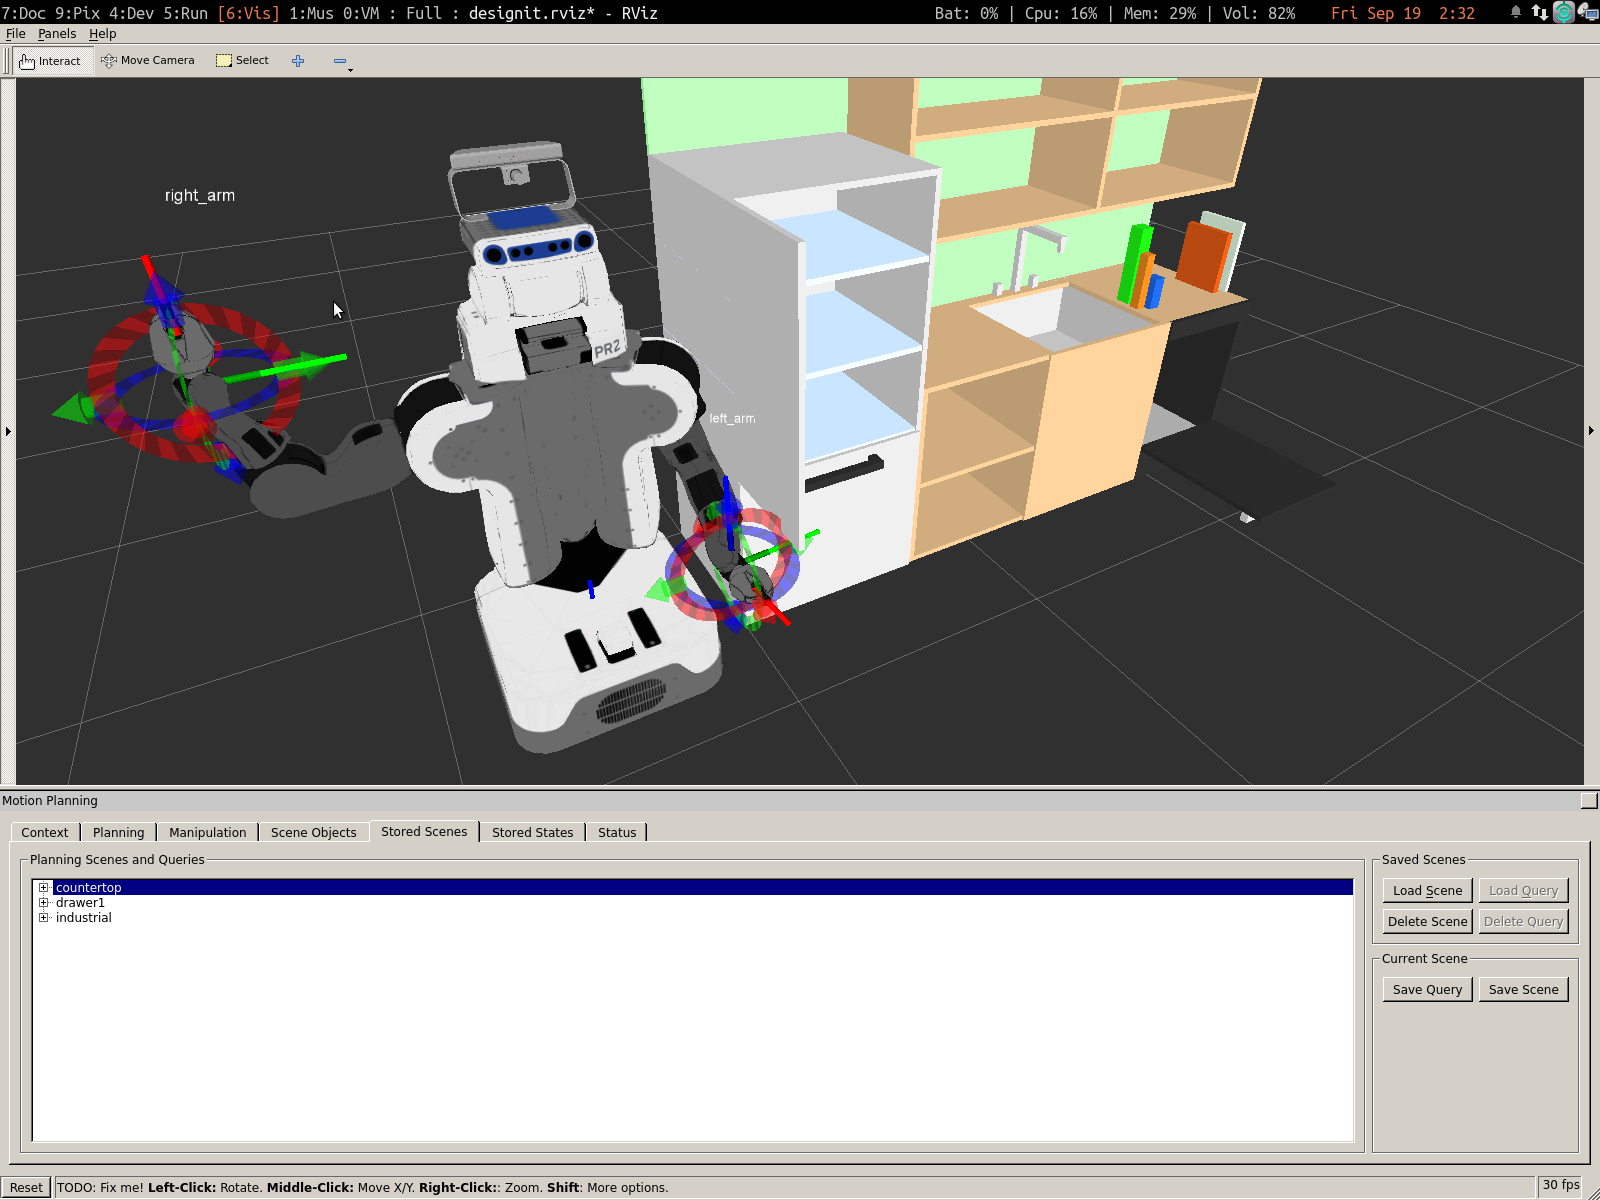 7:Doc 9:Pix 4:Dev 5:Run [6:Vis] 1:Mus 0:VM : Full : designit.rviz* - RViz Bat: 0% | Cpu: 16% | Mem: 29% | Vol: 82% Fri Sep 19 2:32
File Panels Help
Interact Move Camera Select
right_arm
PR2
left_arm
Motion Planning
Context Planning Manipulation Scene Objects Stored Scenes Stored States Status
Planning Scenes and Queries
countertop
drawer1
industrial
Saved Scenes
Load Scene Load Query
Delete Scene Delete Query
Current Scene
Save Query Save Scene
Reset TODO: Fix me! Left-Click: Rotate. Middle-Click: Move X/Y. Right-Click:: Zoom. Shift: More options. 30 fps